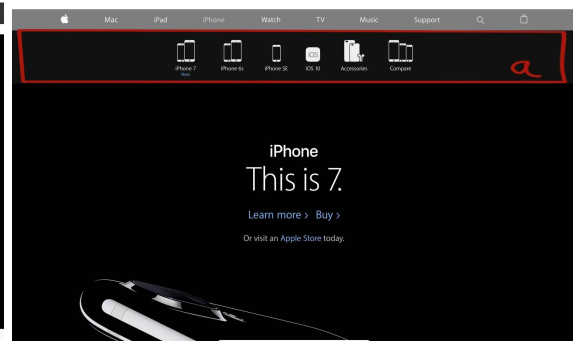 Mac iPad iPhone Watch TV Music Support
iPhone 7 iPhone 6s iPhone SE iOS 10 Accessories Compare
New
iOS
a
iPhone
This is 7.
Learn more > Buy >
Or visit an Apple Store today.